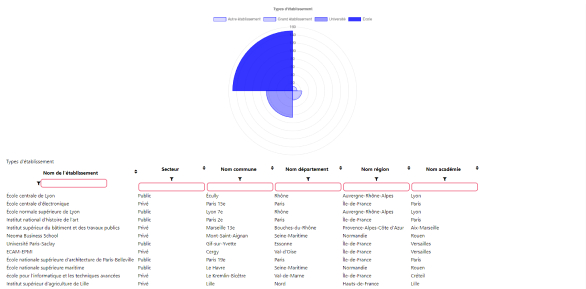 Types d'établissement
Autre établissement Grand établissement Université École
Types d'établissement
Nom de l'établissement Secteur Nom commune Nom département Nom région Nom académie
École centrale de Lyon Public Écully Rhône Auvergne-Rhône-Alpes Lyon
École centrale d'électronique Privé Paris 15e Paris Île-de-France Paris
École normale supérieure de Lyon Public Lyon 7e Rhône Auvergne-Rhône-Alpes Lyon
Institut national d'histoire de l'art Public Paris 2e Paris Île-de-France Paris
Institut supérieur du bâtiment et des travaux publics Privé Marseille 13e Bouches-du-Rhône Provence-Alpes-Côte d'Azur Aix-Marseille
Neoma Business School Privé Mont-Saint-Aignan Seine-Maritime Normandie Rouen
Université Paris-Saclay Public Gif-sur-Yvette Essonne Île-de-France Versailles
ECAM-EPMI Privé Cergy Val-d'Oise Île-de-France Versailles
École nationale supérieure d'architecture de Paris-Belleville Public Paris 19e Paris Île-de-France Paris
École nationale supérieure maritime Public Le Havre Seine-Maritime Normandie Rouen
école pour l'informatique et les techniques avancées Privé Le Kremlin-Bicêtre Val-de-Marne Île-de-France Créteil
Institut supérieur d'agriculture de Lille Privé Lille Nord Hauts-de-France Lille